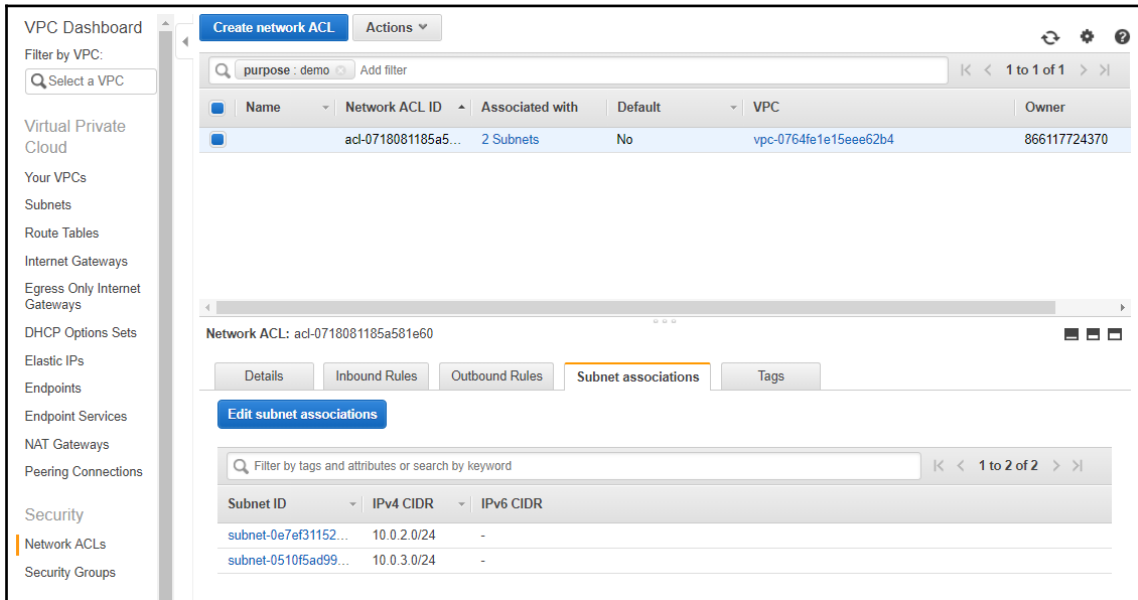 VPC Dashboard
Filter by VPC:
Select a VPC
Virtual Private
Cloud
Your VPCs
Subnets
Route Tables
Internet Gateways
Egress Only Internet
Gateways
DHCP Options Sets
Elastic IPs
Endpoints
Endpoint Services
NAT Gateways
Peering Connections
Security
Network ACLs
Security Groups
Create network ACL Actions
purpose : demo Add filter 1 to 1 of 1
Name Network ACL ID Associated with Default VPC Owner
acl-0718081185a5... 2 Subnets No vpc-0764fe1e15eee62b4 866117724370
Network ACL: acl-0718081185a581e60
Details Inbound Rules Outbound Rules Subnet associations Tags
Edit subnet associations
Filter by tags and attributes or search by keyword 1 to 2 of 2
Subnet ID IPv4 CIDR IPv6 CIDR
subnet-0e7ef31152... 10.0.2.0/24 -
subnet-0510f5ad99... 10.0.3.0/24 -